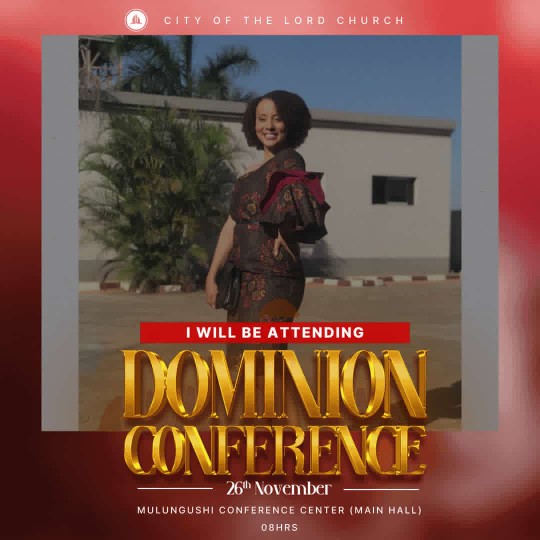 CITY OF THE LORD CHURCH
I WILL BE ATTENDING
DOMINION
CONFERENCE
26th November
MULUNGUSHI CONFERENCE CENTER (MAIN HALL)
08HRS